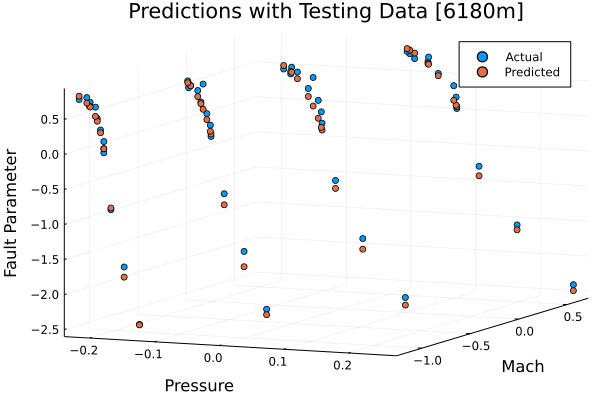 Predictions with Testing Data [6180m]
Actual
Predicted
Fault Parameter
0.5
0.0
−0.5
−1.0
−1.5
−2.0
−2.5
−0.2
−0.1
0.0
0.1
0.2
Pressure
−1.0
−0.5
0.0
0.5
Mach